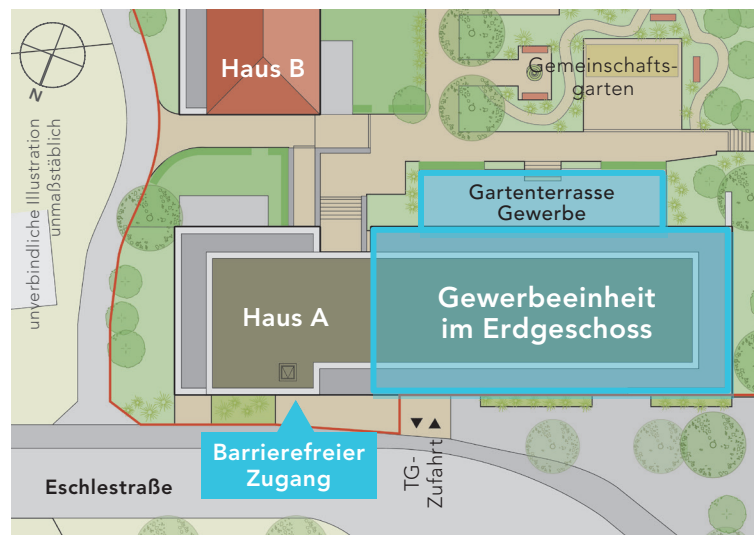 N
unverbindliche Illustration
unmaßstäblich
Haus B
Gemeinschafts-
garten
Gartenterrasse
Gewerbe
Haus A
Gewerbeeinheit
im Erdgeschoss
Barrierefreier
Zugang
TG-
Zufahrt
Eschlestraße